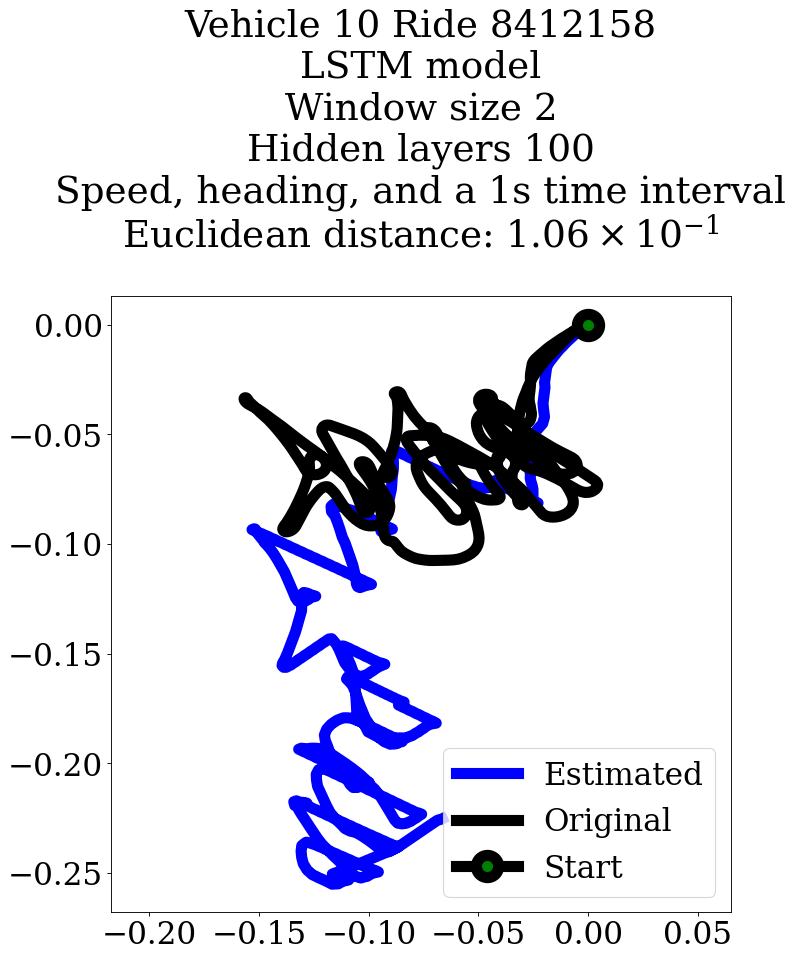 Vehicle 10 Ride 8412158
LSTM model
Window size 2
Hidden layers 100
Speed, heading, and a 1s time interval
Euclidean distance: 1.06 × 10⁻¹
0.00
−0.05
−0.10
−0.15
−0.20
−0.25
Estimated
Original
Start
−0.20 −0.15 −0.10 −0.05 0.00 0.05